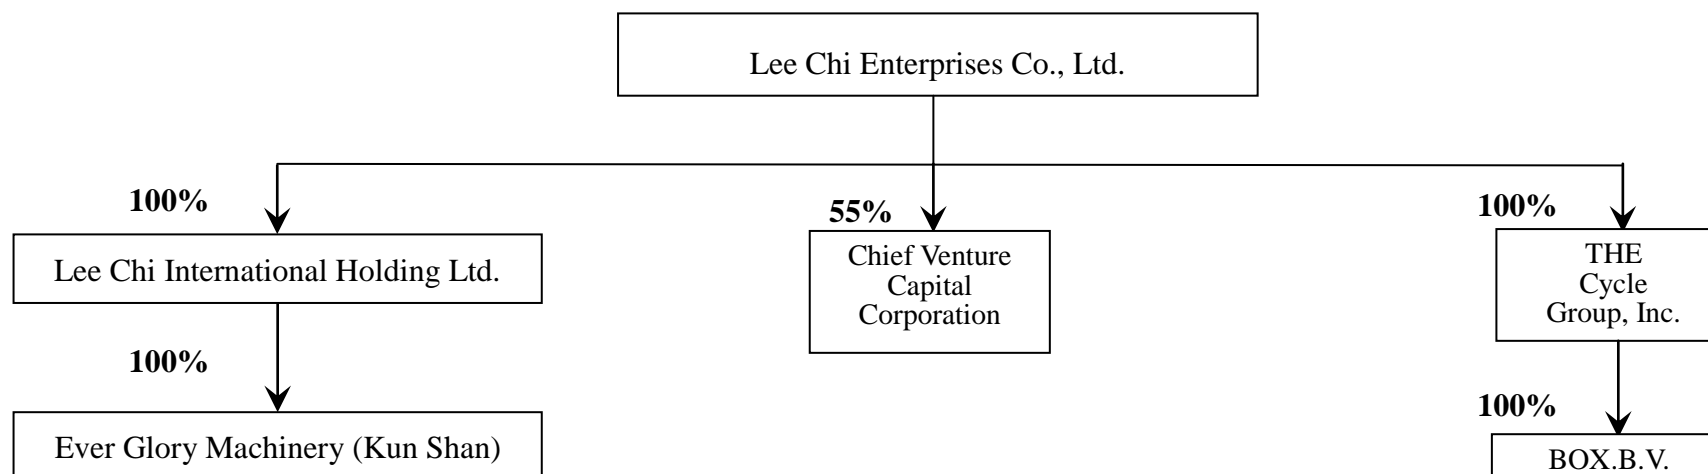 Lee Chi Enterprises Co., Ltd.
100%
55%
100%
Lee Chi International Holding Ltd.
Chief Venture
Capital
Corporation
THE
Cycle
Group, Inc.
100%
100%
Ever Glory Machinery (Kun Shan)
BOX.B.V.